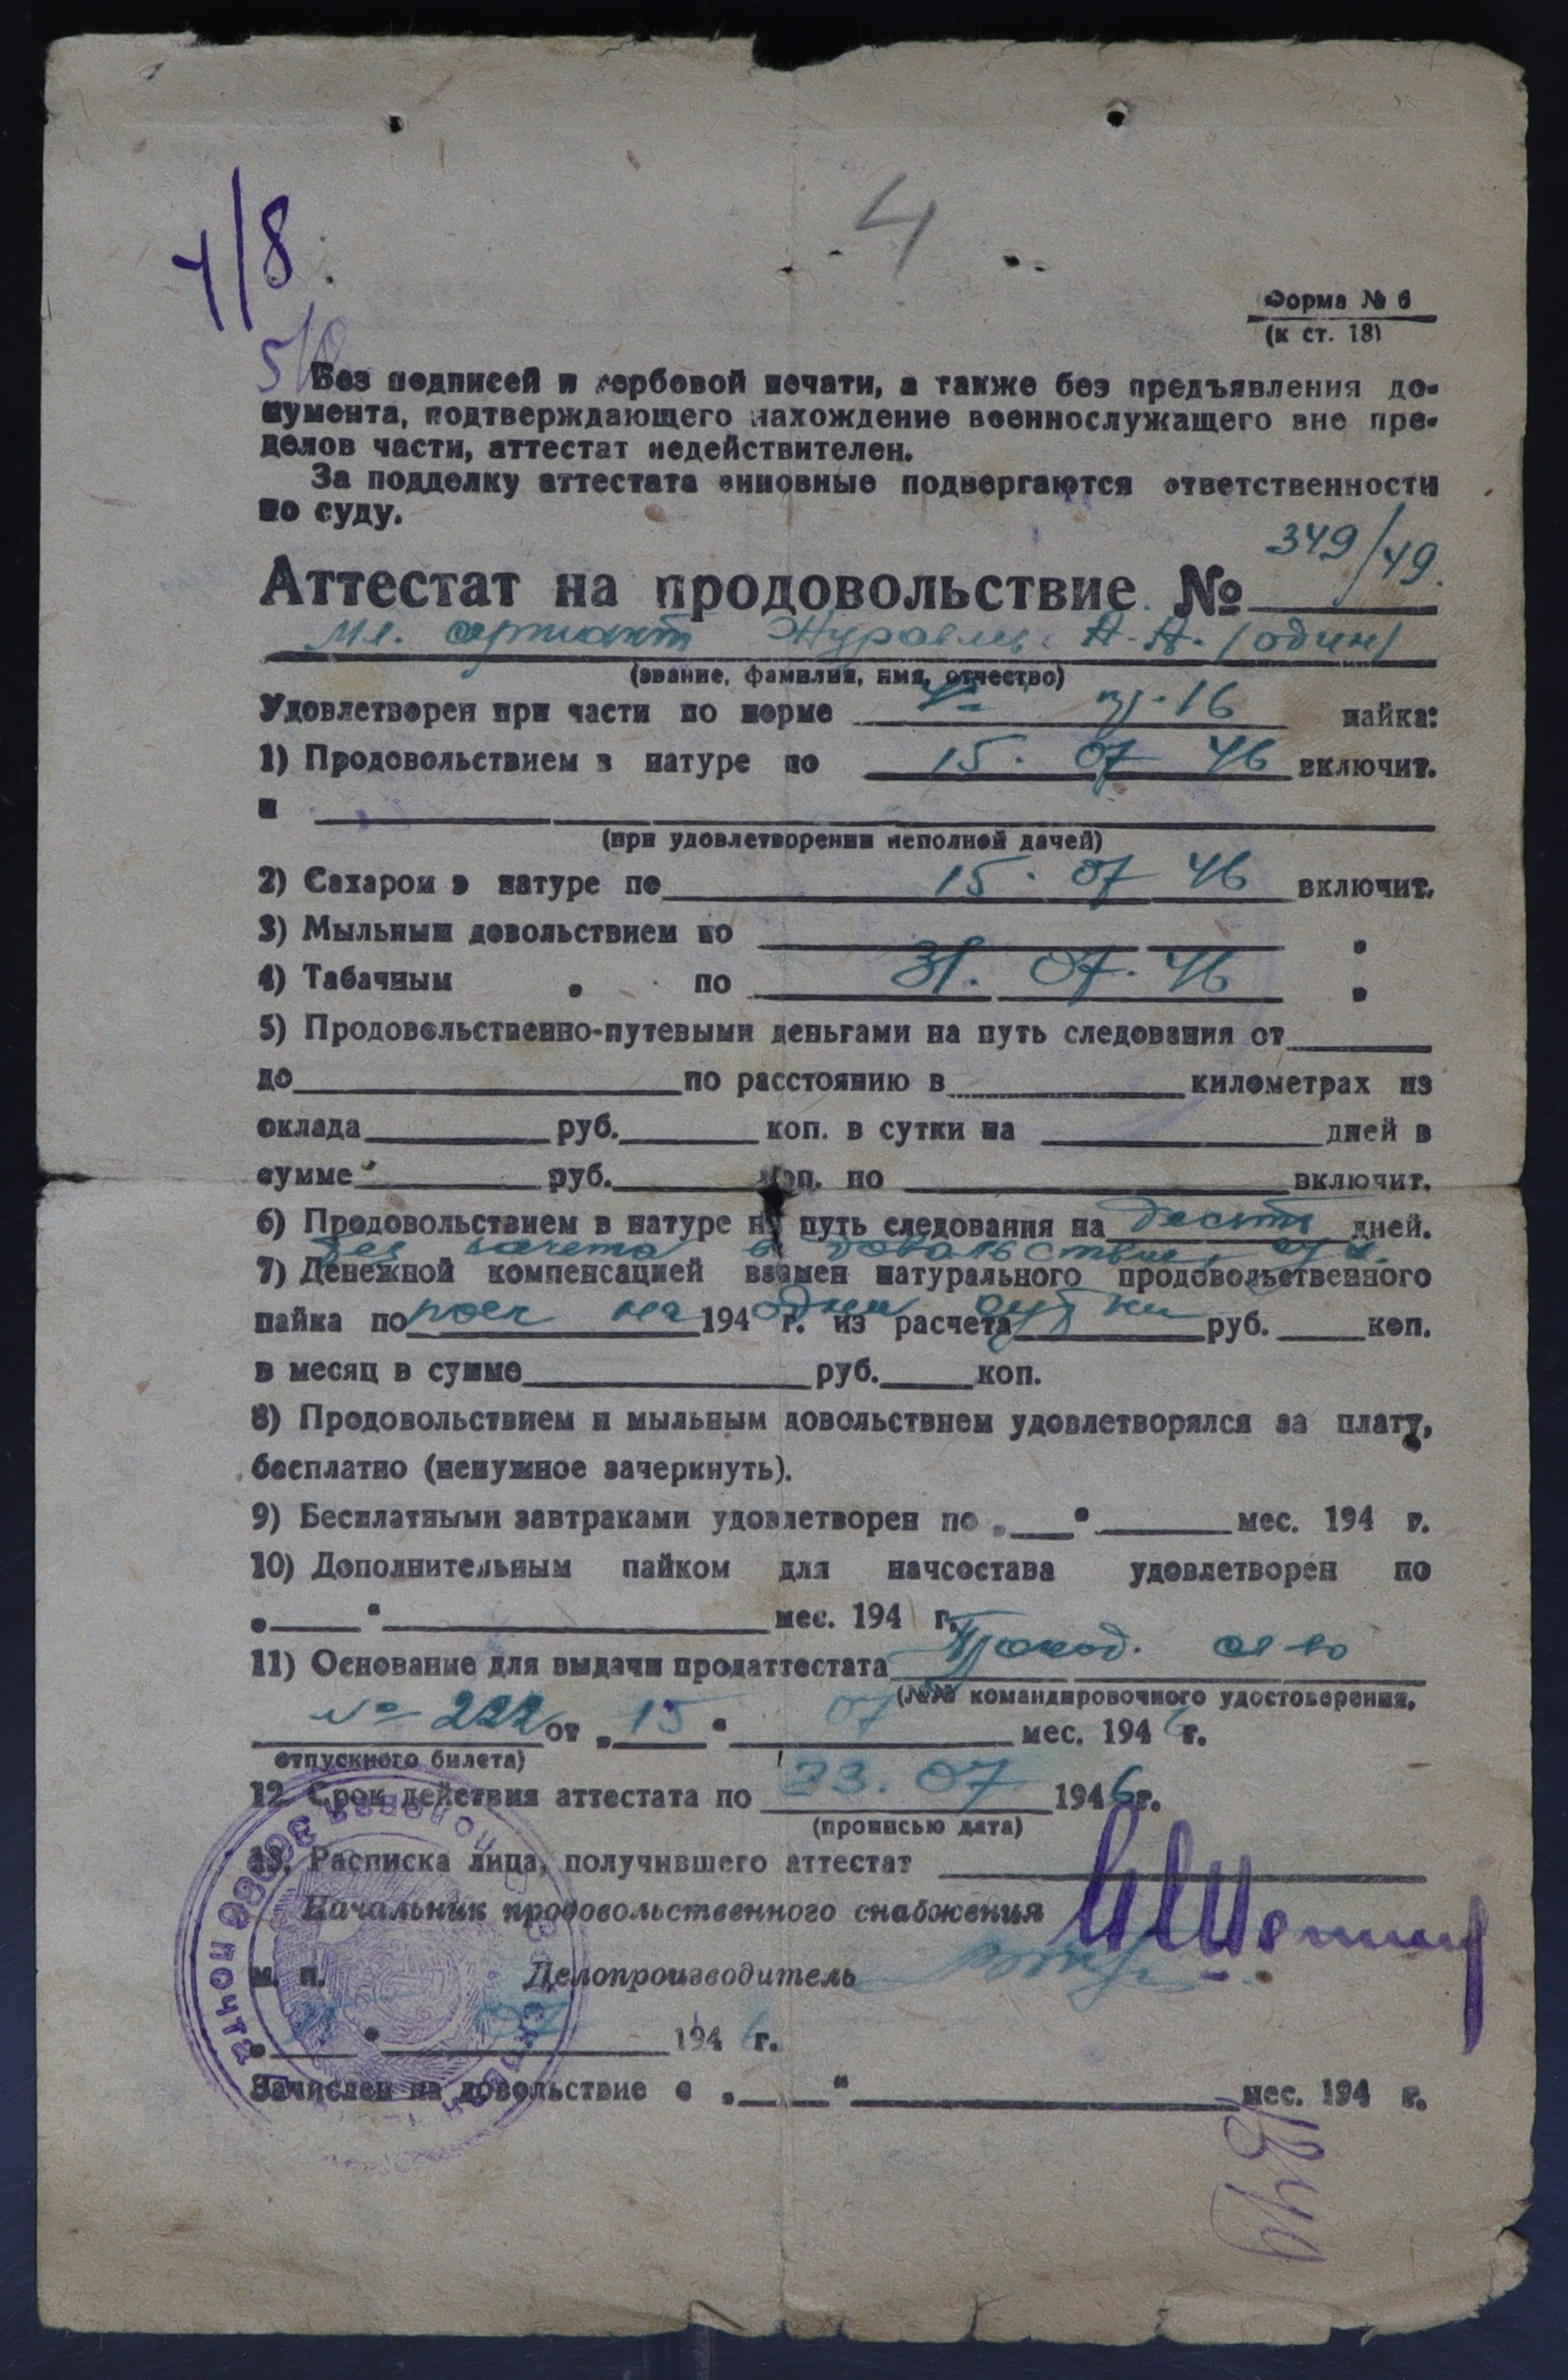 4/8
4
5/8
Форма № 6
(к ст. 18)
Без подписей и гербовой печати, а также без предъявления до-
кумента, подтверждающего нахождение военнослужащего вне пре-
делов части, аттестат недействителен.
За подделку аттестата виновные подвергаются ответственности
по суду.
Аттестат на продовольствие № 349/49.
Мл. сержант Журавль А. А. (один)
(звание, фамилия, имя, отчество)
Удовлетворен при части по норме пр-16 пайка:
1) Продовольствием в натуре по 15. 07 46 включит.
и
(при удовлетворении неполной дачей)
2) Сахаром в натуре по 15. 07 46 включит.
3) Мыльным довольствием по "
4) Табачным " по 31. 07. 46 "
5) Продовольственно-путевыми деньгами на путь следования от
до по расстоянию в километрах из
оклада руб. коп. в сутки на дней в
сумме руб. коп. по включит.
6) Продовольствием в натуре на путь следования на десять дней.
без зачета в довольствие,
7) Денежной компенсацией взамен натурального продовольственного
пайка по на 194 одни г. из расчета сутки руб. коп.
в месяц в сумме руб. коп.
8) Продовольствием и мыльным довольствием удовлетворялся за плату,
бесплатно (ненужное зачеркнуть).
9) Бесплатными завтраками удовлетворен по „ " мес. 194 г.
10) Дополнительным пайком для начсостава удовлетворен по
„ " мес. 194 г.
11) Основание для выдачи продаттестата
(№№ командировочного удостоверения,
№ 222 от „15" 07 мес. 1946 г.
отпускного билета)
12. Срок действия аттестата по 23. 07 1946 г.
(прописью дата)
13. Расписка лица, получившего аттестат
Начальник продовольственного снабжения
м. п. Делопроизводитель
„ " 07 1946 г.
Зачислен на довольствие с „ " мес. 194 г.